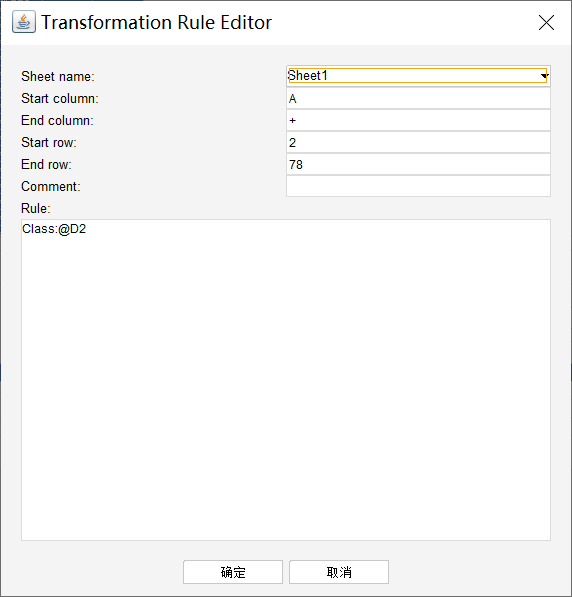 Transformation Rule Editor
Sheet name: Sheet1
Start column: A
End column: +
Start row: 2
End row: 78
Comment:
Rule:
Class:@D2
确定 取消